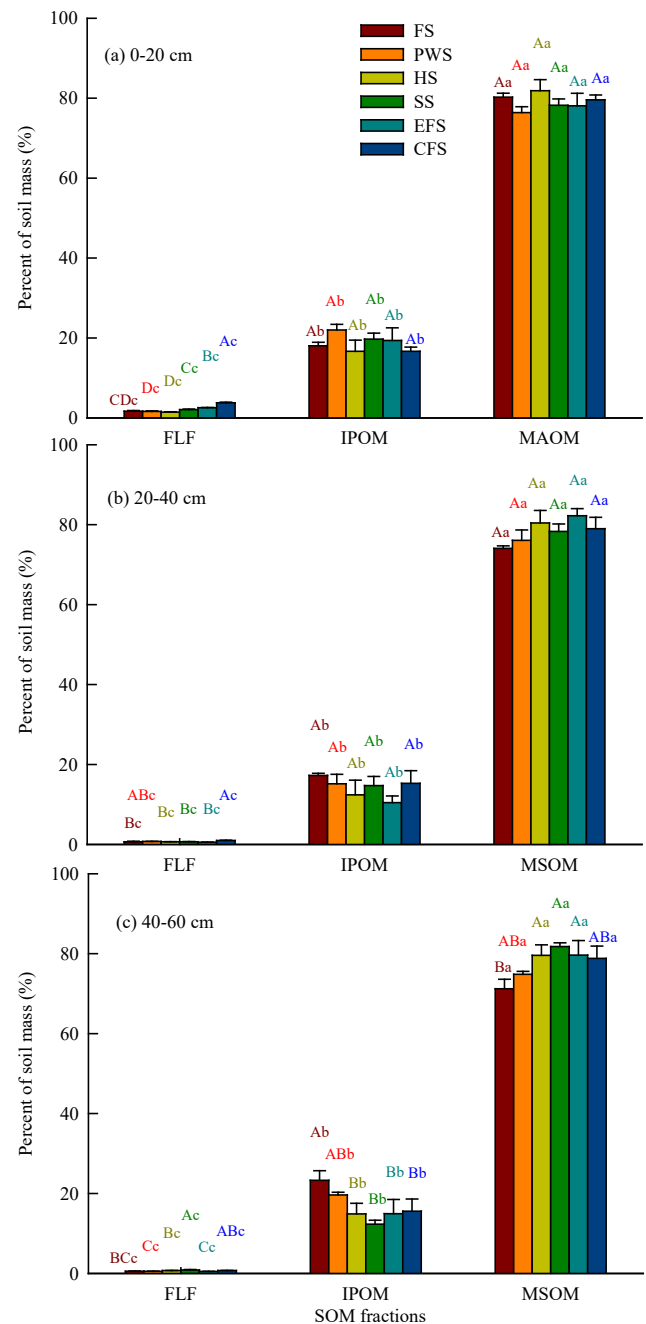 100
80
60
40
20
0
Percent of soil mass (%)
(a) 0-20 cm
FS
PWS
HS
SS
EFS
CFS
CDc
Dc
Dc
Cc
Bc
Ac
Ab
Ab
Ab
Ab
Ab
Ab
Aa
Aa
Aa
Aa
Aa
Aa
FLF
IPOM
MAOM
100
80
60
40
20
0
Percent of soil mass (%)
(b) 20-40 cm
Bc
ABc
Bc
Bc
Bc
Ac
Ab
Ab
Ab
Ab
Ab
Ab
Aa
Aa
Aa
Aa
Aa
Aa
FLF
IPOM
MSOM
100
80
60
40
20
0
Percent of soil mass (%)
(c) 40-60 cm
BCc
Cc
Bc
Ac
Cc
ABc
Ab
ABb
Bb
Bb
Bb
Bb
Ba
ABa
Aa
Aa
Aa
ABa
FLF
IPOM
MSOM
SOM fractions